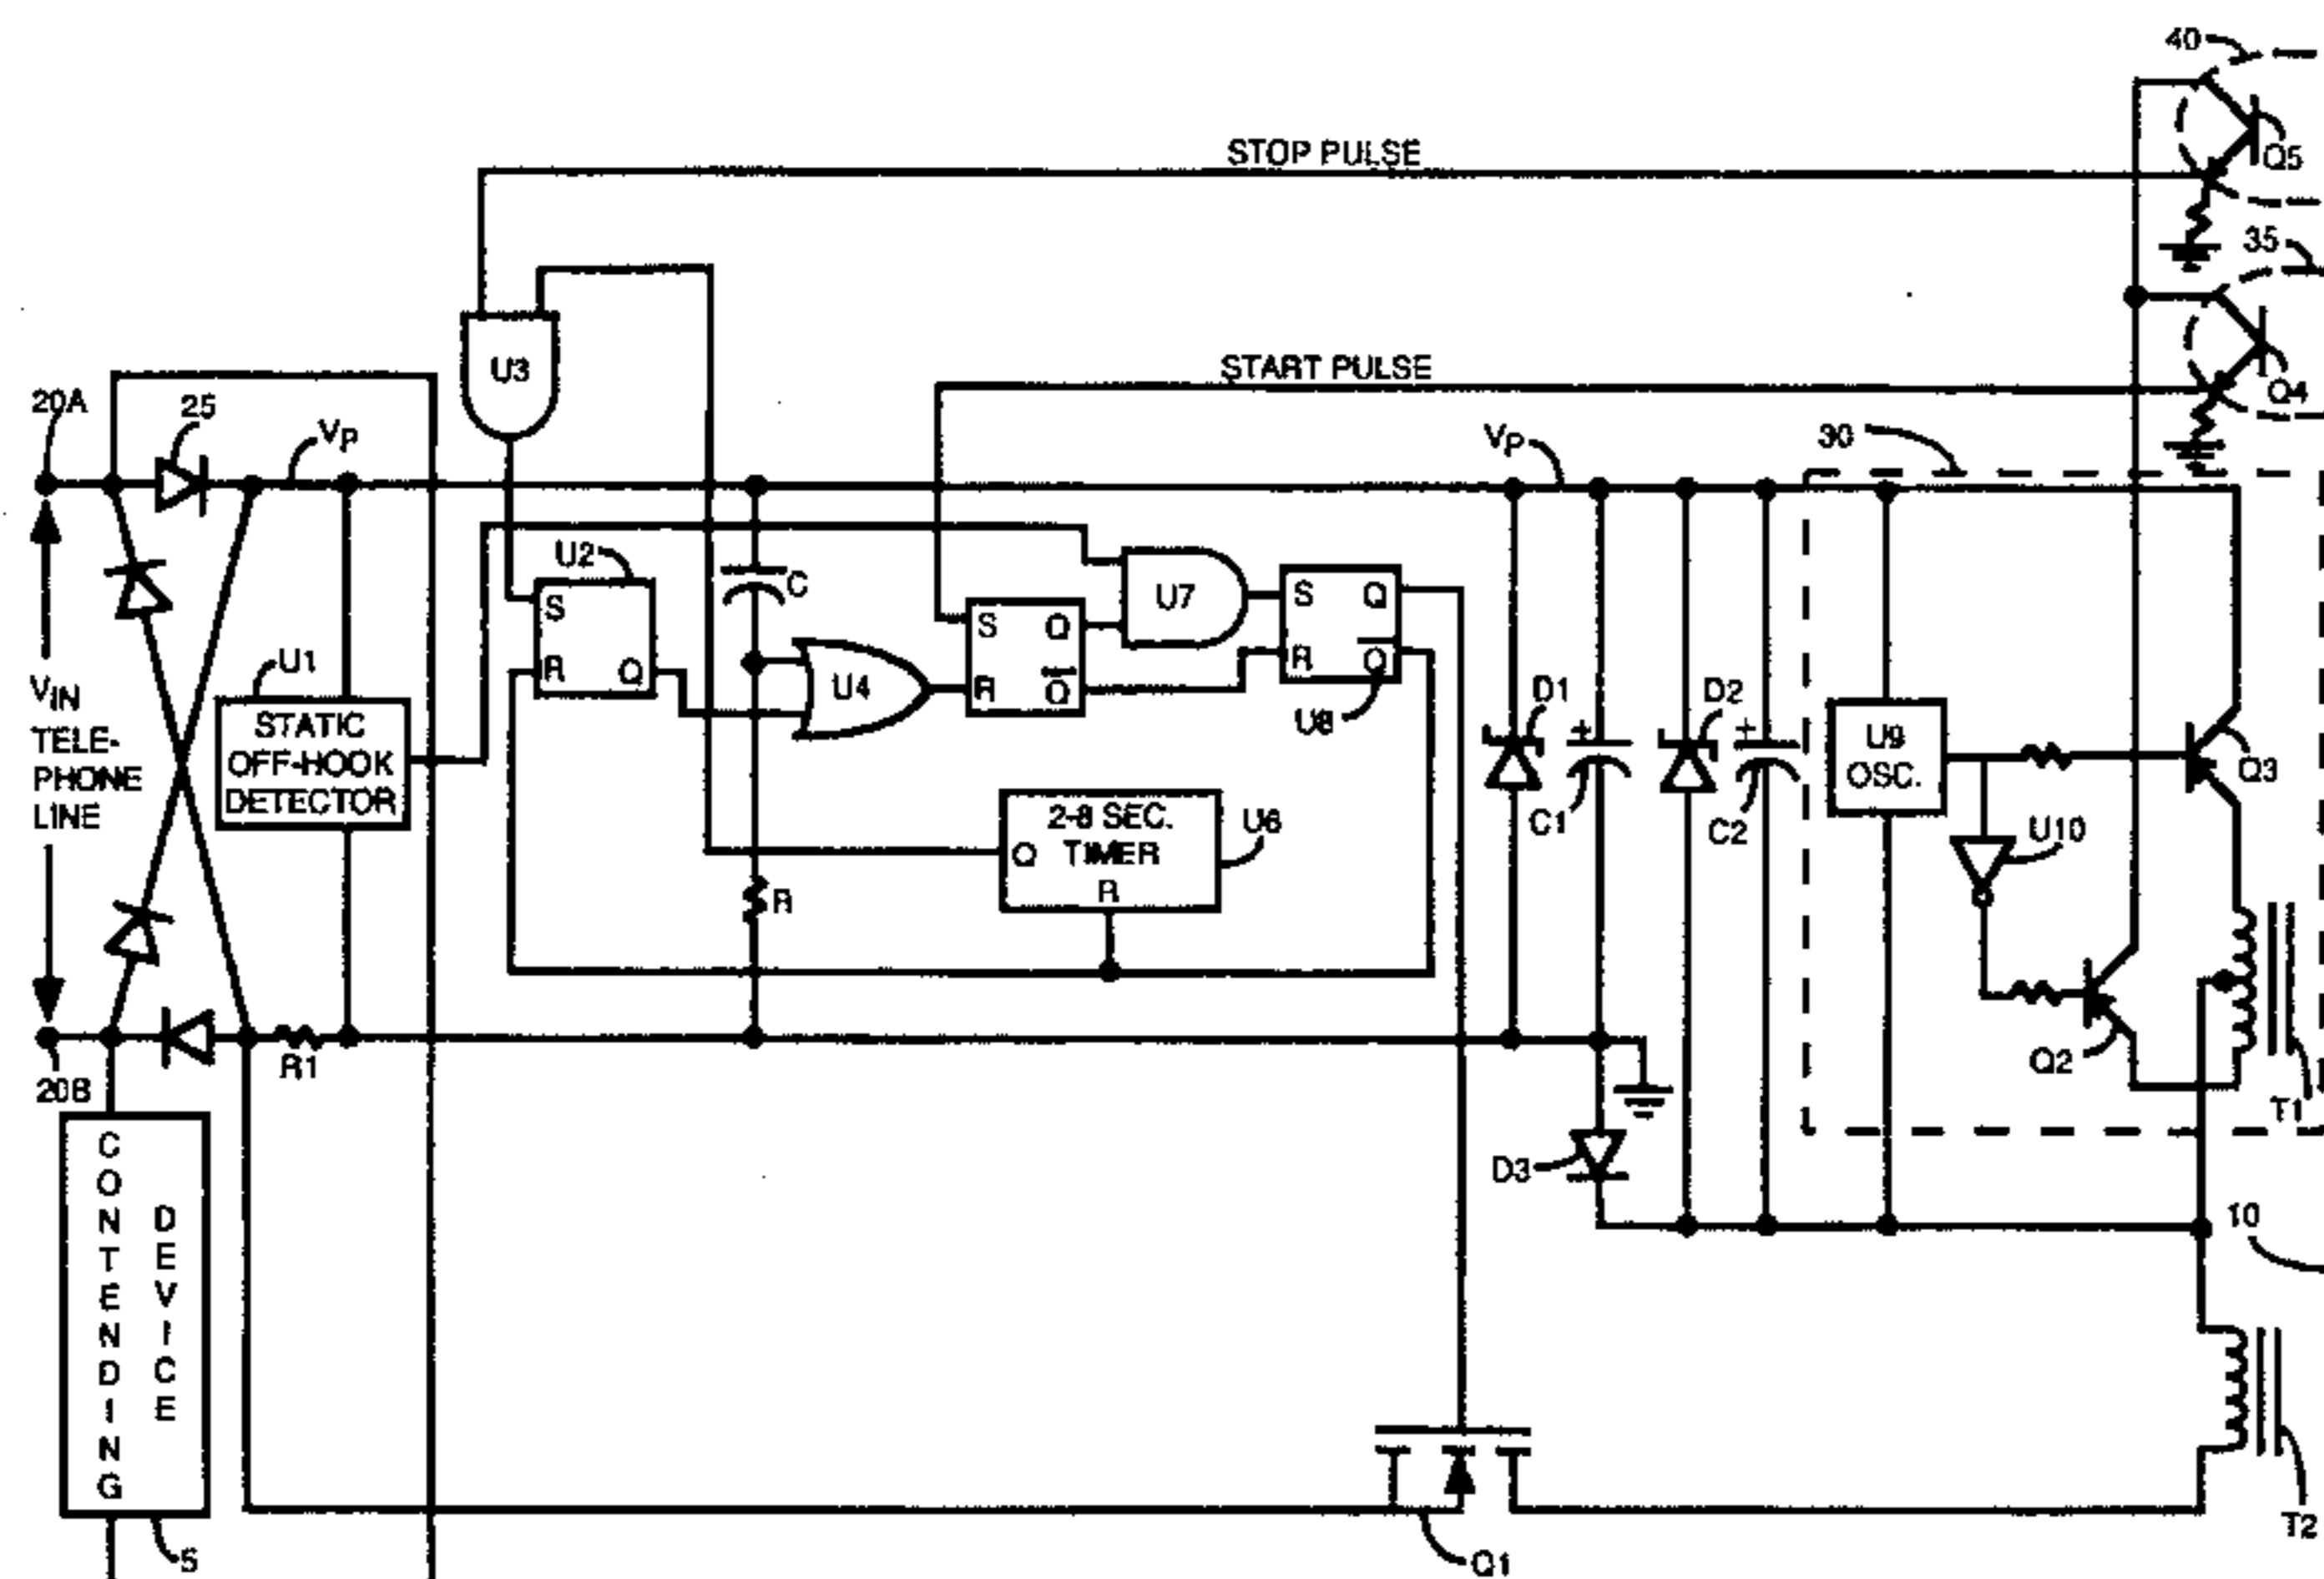 40
STOP PULSE
Q5
35
U3
START PULSE
Q4
20A
25
VP
VP
30
U2
C
S
R
Q
U4
S
Q
R
Q
U7
S
Q
R
Q
U8
U1
STATIC
OFF-HOOK
DETECTOR
VIN
TELE-
PHONE
LINE
D1
+
C1
D2
+
C2
U9
OSC.
Q3
U10
2-8 SEC.
TIMER
Q
R
U6
R
Q2
T1
R1
20B
D3
10
CONTENDING
DEVICE
5
Q1
T2